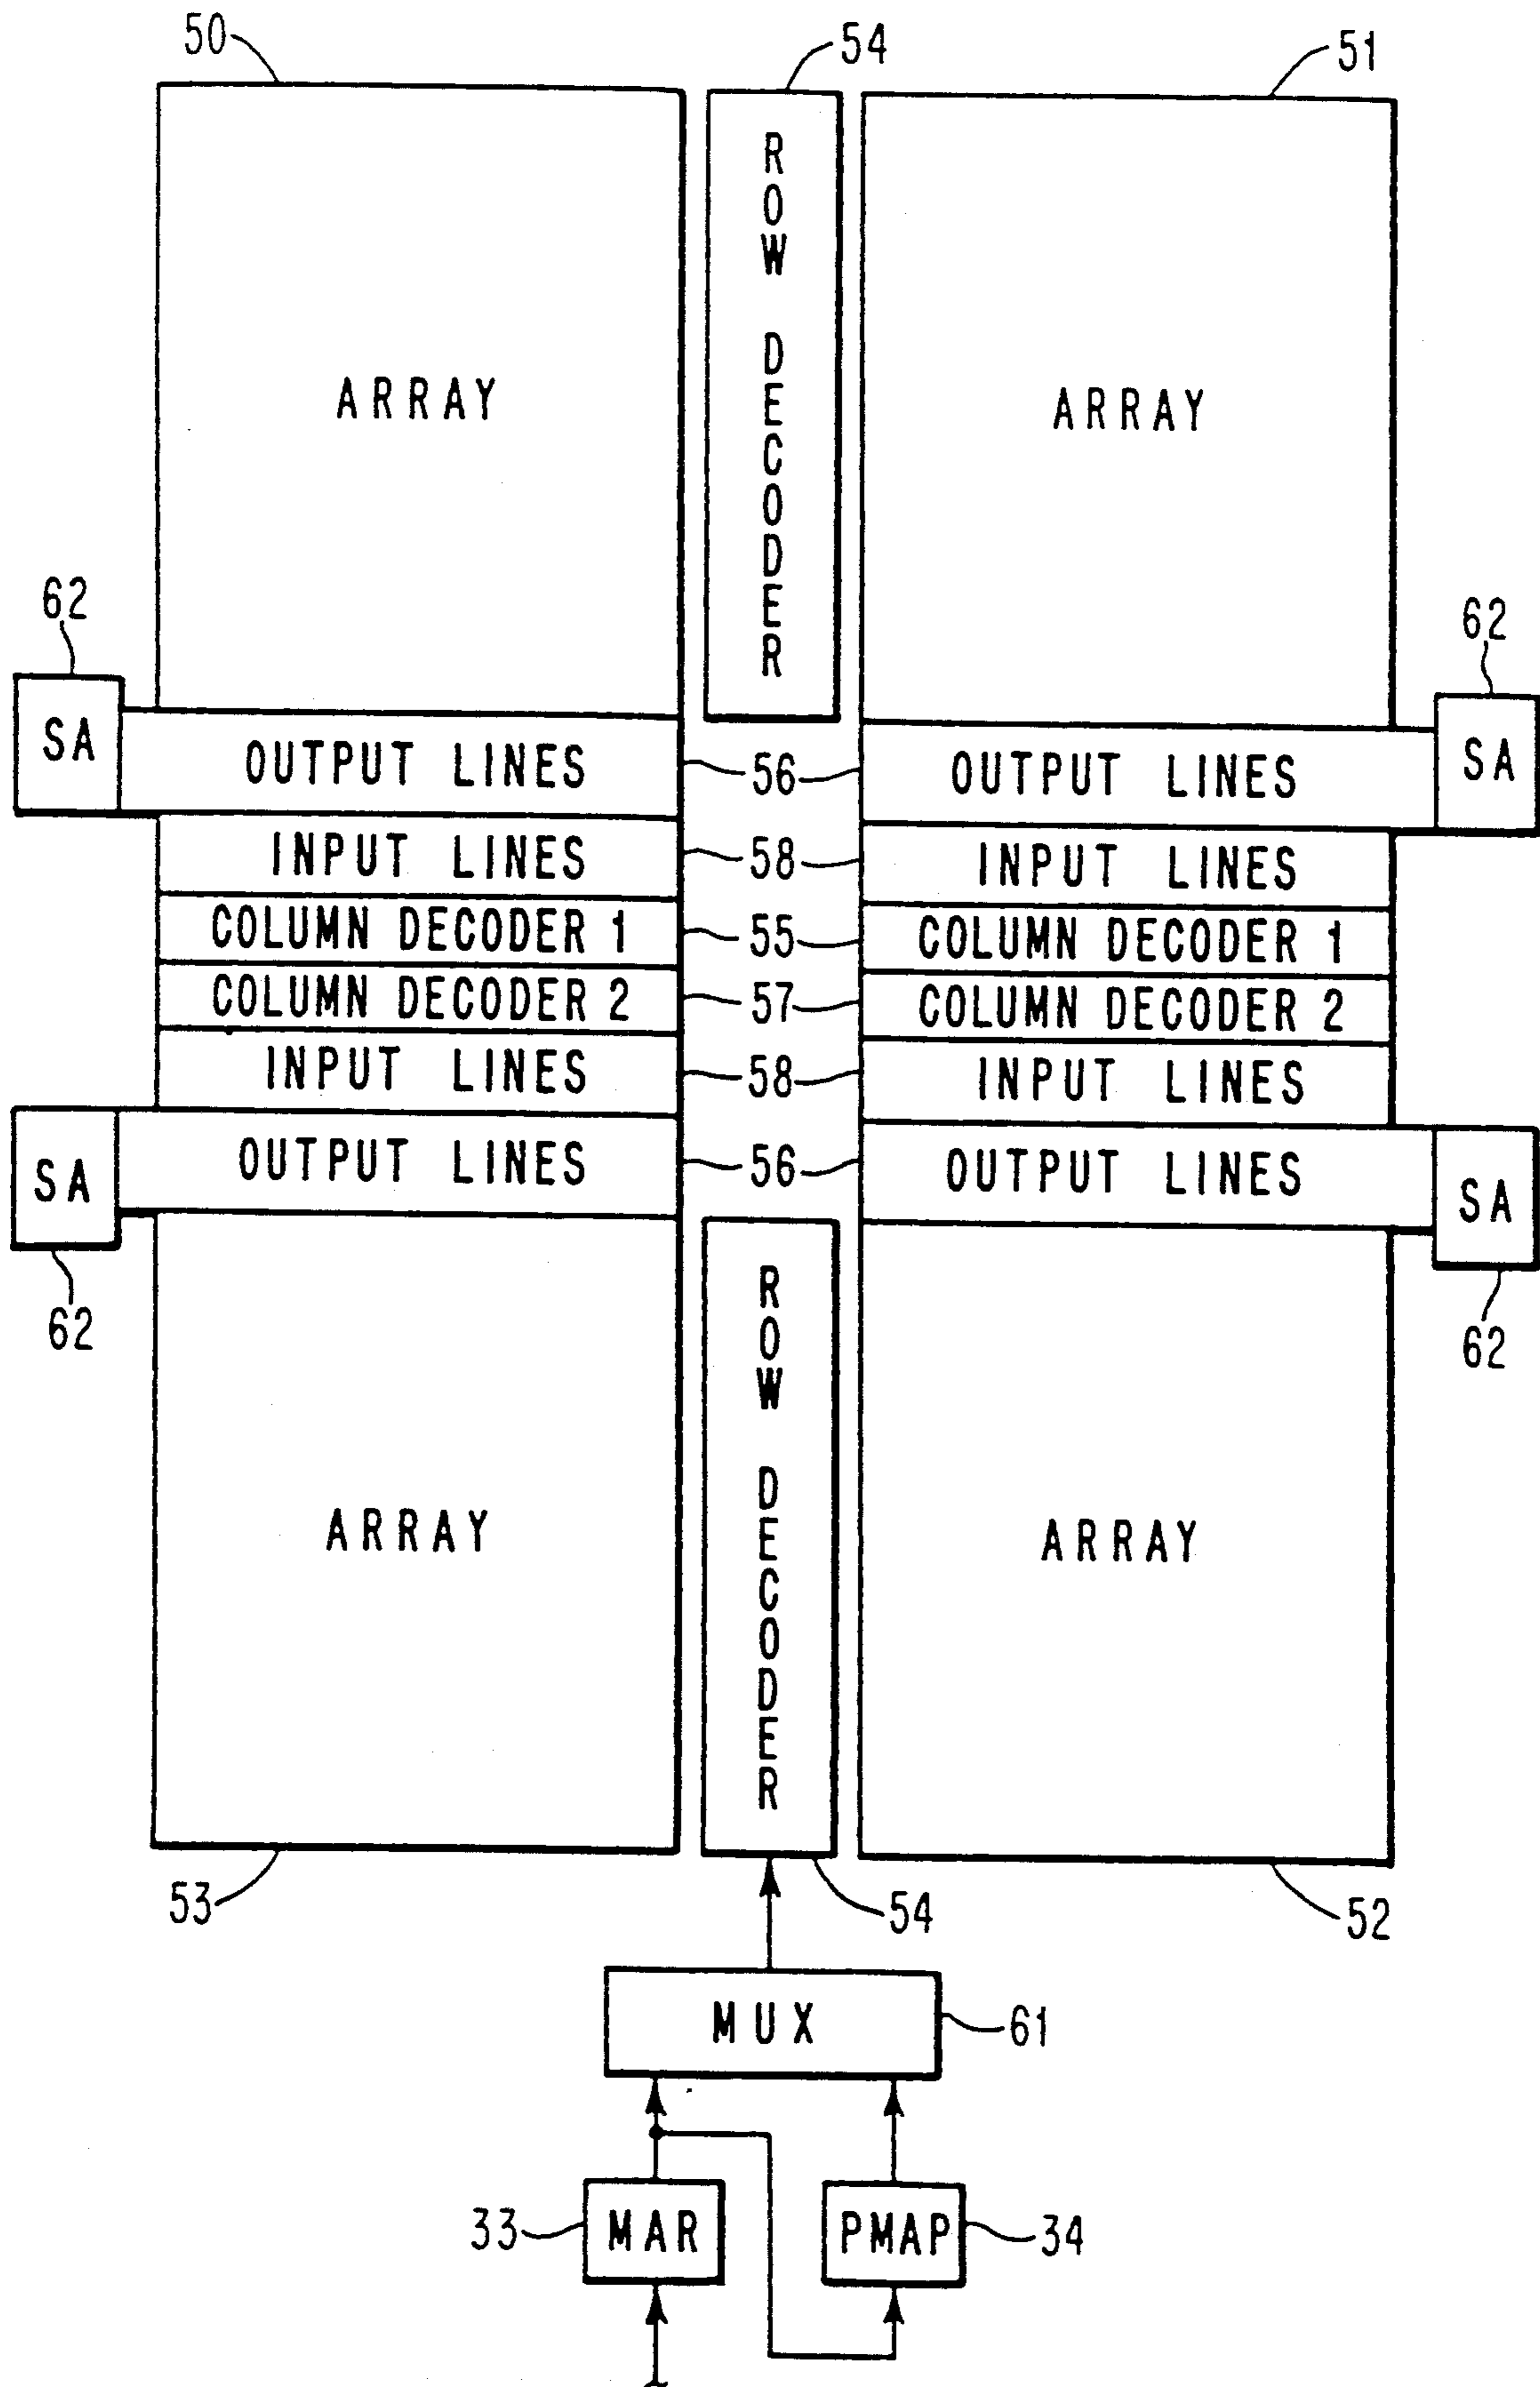 50
54
51
ROW DECODER
ARRAY
ARRAY
62
62
SA
OUTPUT LINES
56
OUTPUT LINES
SA
INPUT LINES
58
INPUT LINES
COLUMN DECODER 1
55
COLUMN DECODER 1
COLUMN DECODER 2
57
COLUMN DECODER 2
INPUT LINES
58
INPUT LINES
SA
OUTPUT LINES
56
OUTPUT LINES
SA
62
62
ROW DECODER
ARRAY
ARRAY
53
54
52
MUX
61
33
MAR
PMAP
34